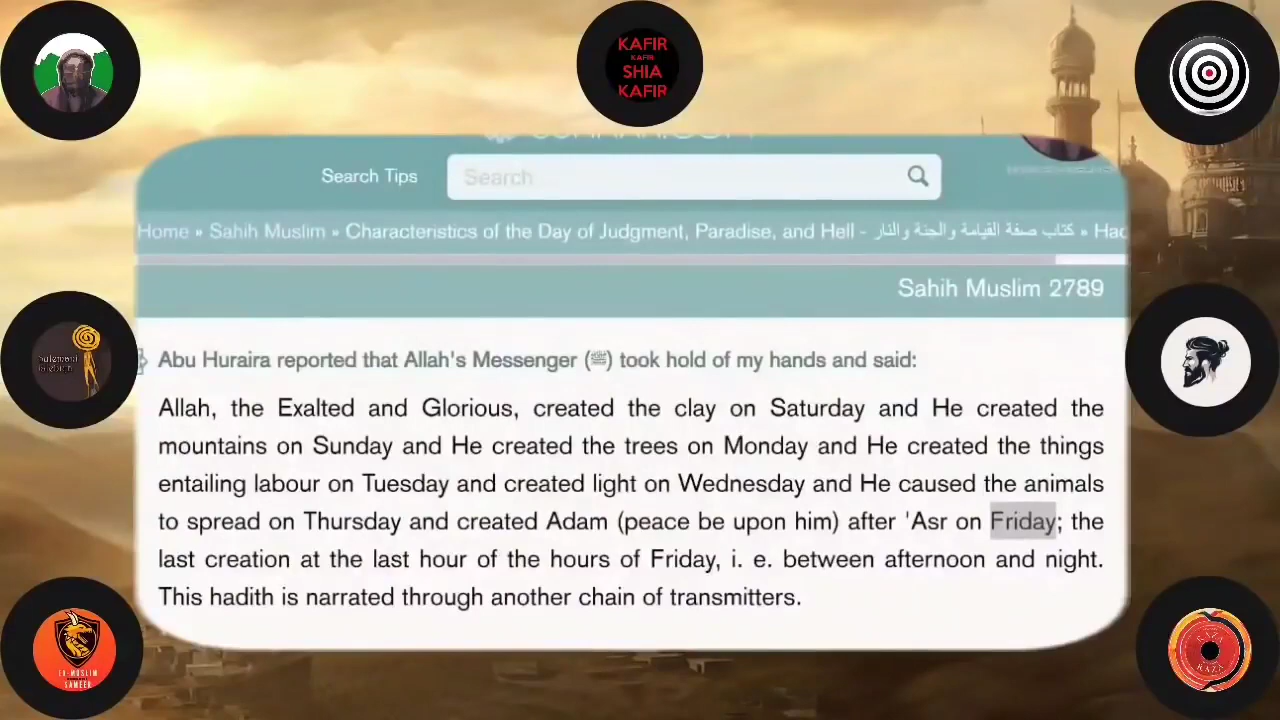 KAFIR
KAFIR
SHIA
KAFIR
Search Tips
Search
Home » Sahih Muslim » Characteristics of the Day of Judgment, Paradise, and Hell - كتاب صفة القيامة والجنة والنار » Had
Sahih Muslim 2789
Abu Huraira reported that Allah's Messenger (ﷺ) took hold of my hands and said:
Allah, the Exalted and Glorious, created the clay on Saturday and He created the
mountains on Sunday and He created the trees on Monday and He created the things
entailing labour on Tuesday and created light on Wednesday and He caused the animals
to spread on Thursday and created Adam (peace be upon him) after 'Asr on Friday; the
last creation at the last hour of the hours of Friday, i. e. between afternoon and night.
This hadith is narrated through another chain of transmitters.
EX-MUSLIM
SAMEER